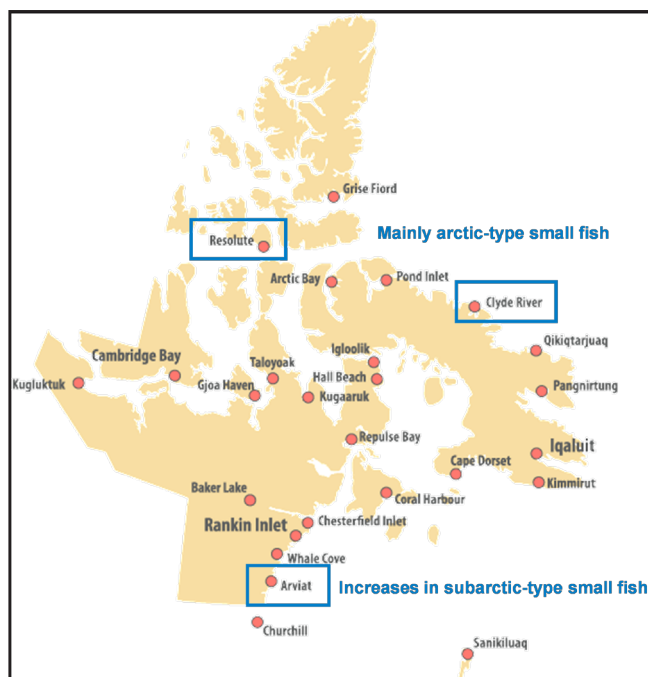 Grise Fiord
Resolute
Mainly arctic-type small fish
Arctic Bay
Pond Inlet
Clyde River
Qikiqtarjuaq
Igloolik
Cambridge Bay
Taloyoak
Hall Beach
Kugluktuk
Gjoa Haven
Kugaaruk
Pangnirtung
Repulse Bay
Iqaluit
Cape Dorset
Baker Lake
Coral Harbour
Kimmirut
Rankin Inlet
Chesterfield Inlet
Whale Cove
Arviat
Increases in subarctic-type small fish
Churchill
Sanikiluaq